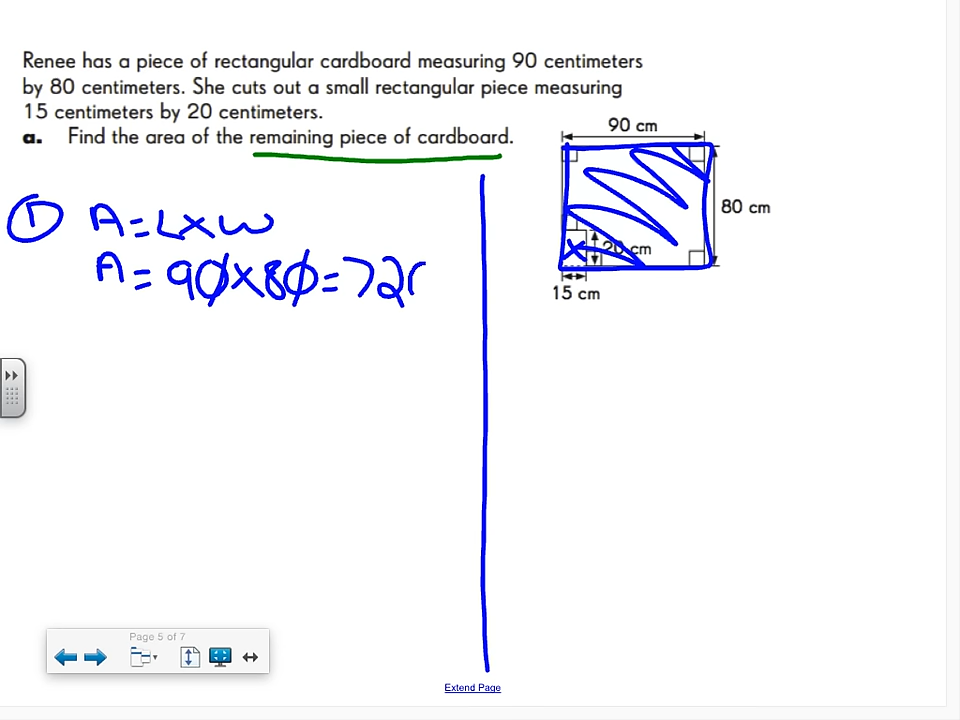 Renee has a piece of rectangular cardboard measuring 90 centimeters
by 80 centimeters. She cuts out a small rectangular piece measuring
15 centimeters by 20 centimeters.
a. Find the area of the remaining piece of cardboard.
90 cm
80 cm
20 cm
15 cm
① A=LXW
A=90X80=72
X
Page 5 of 7
Extend Page